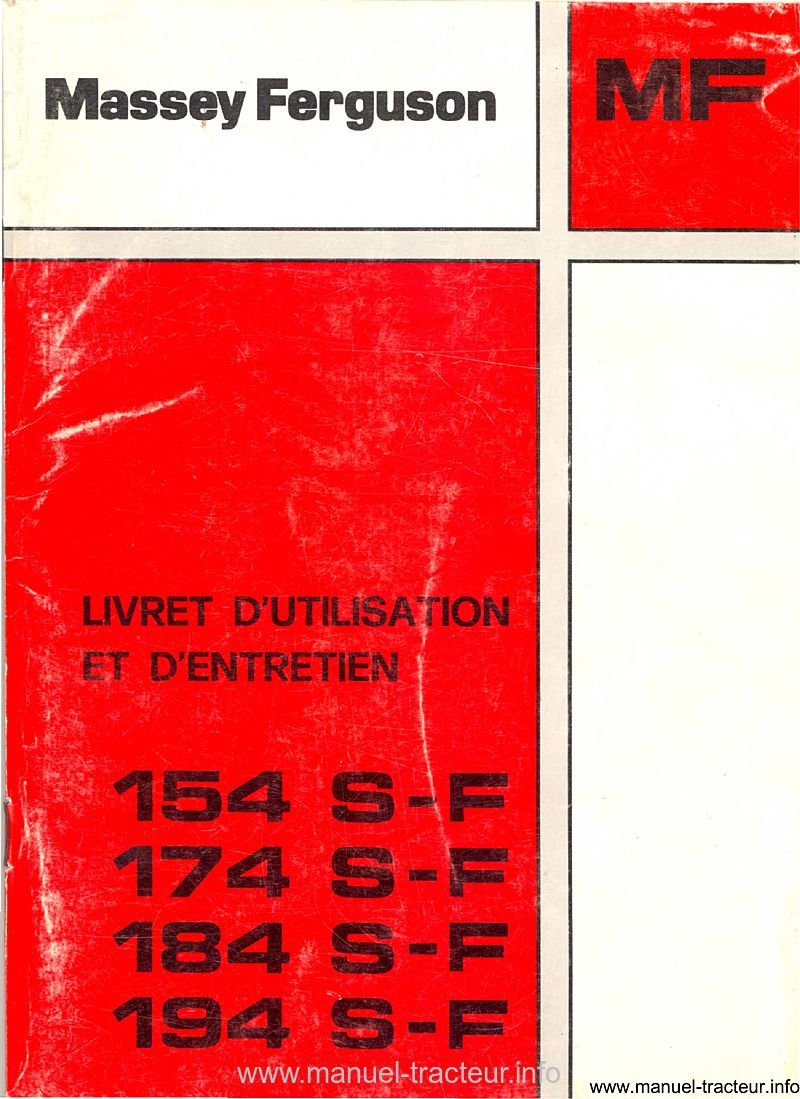 Massey Ferguson
MF
LIVRET D'UTILISATION
ET D'ENTRETIEN
154 S-F
174 S-F
184 S-F
194 S-F
www.manuel-tracteur.info
www.manuel-tracteur.info